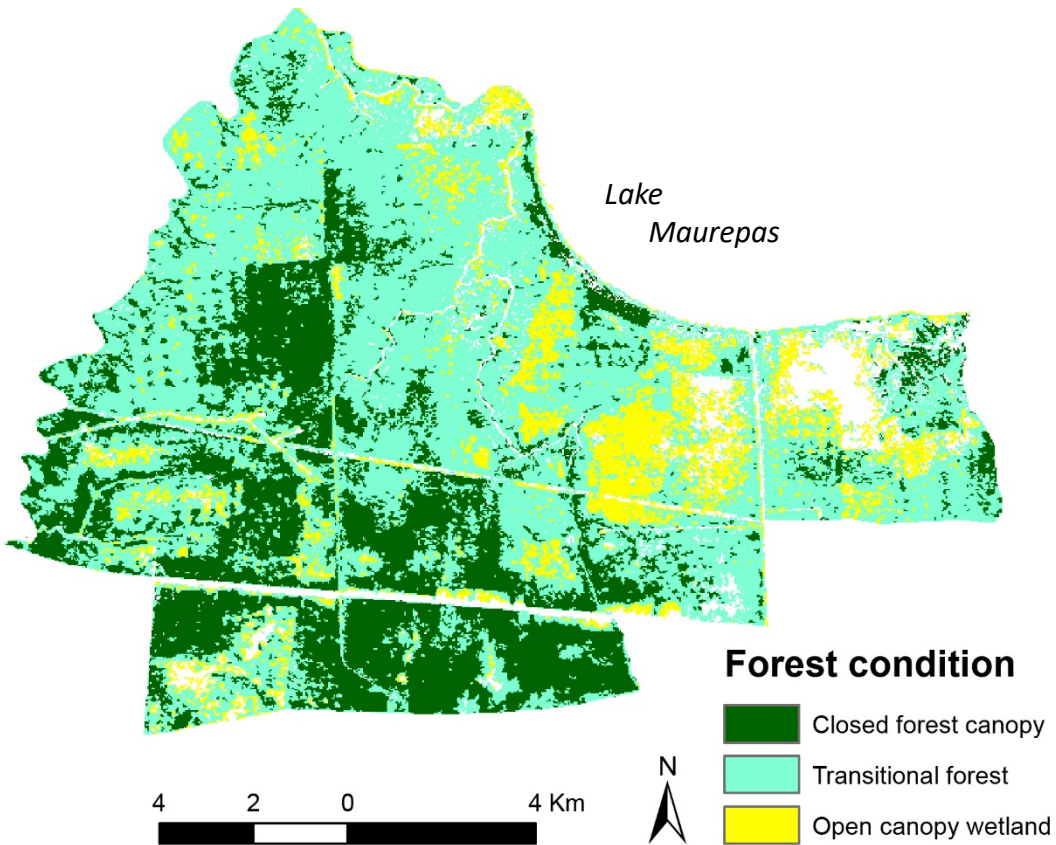 Lake
Maurepas
Forest condition
Closed forest canopy
Transitional forest
Open canopy wetland
N
4 2 0 4 Km